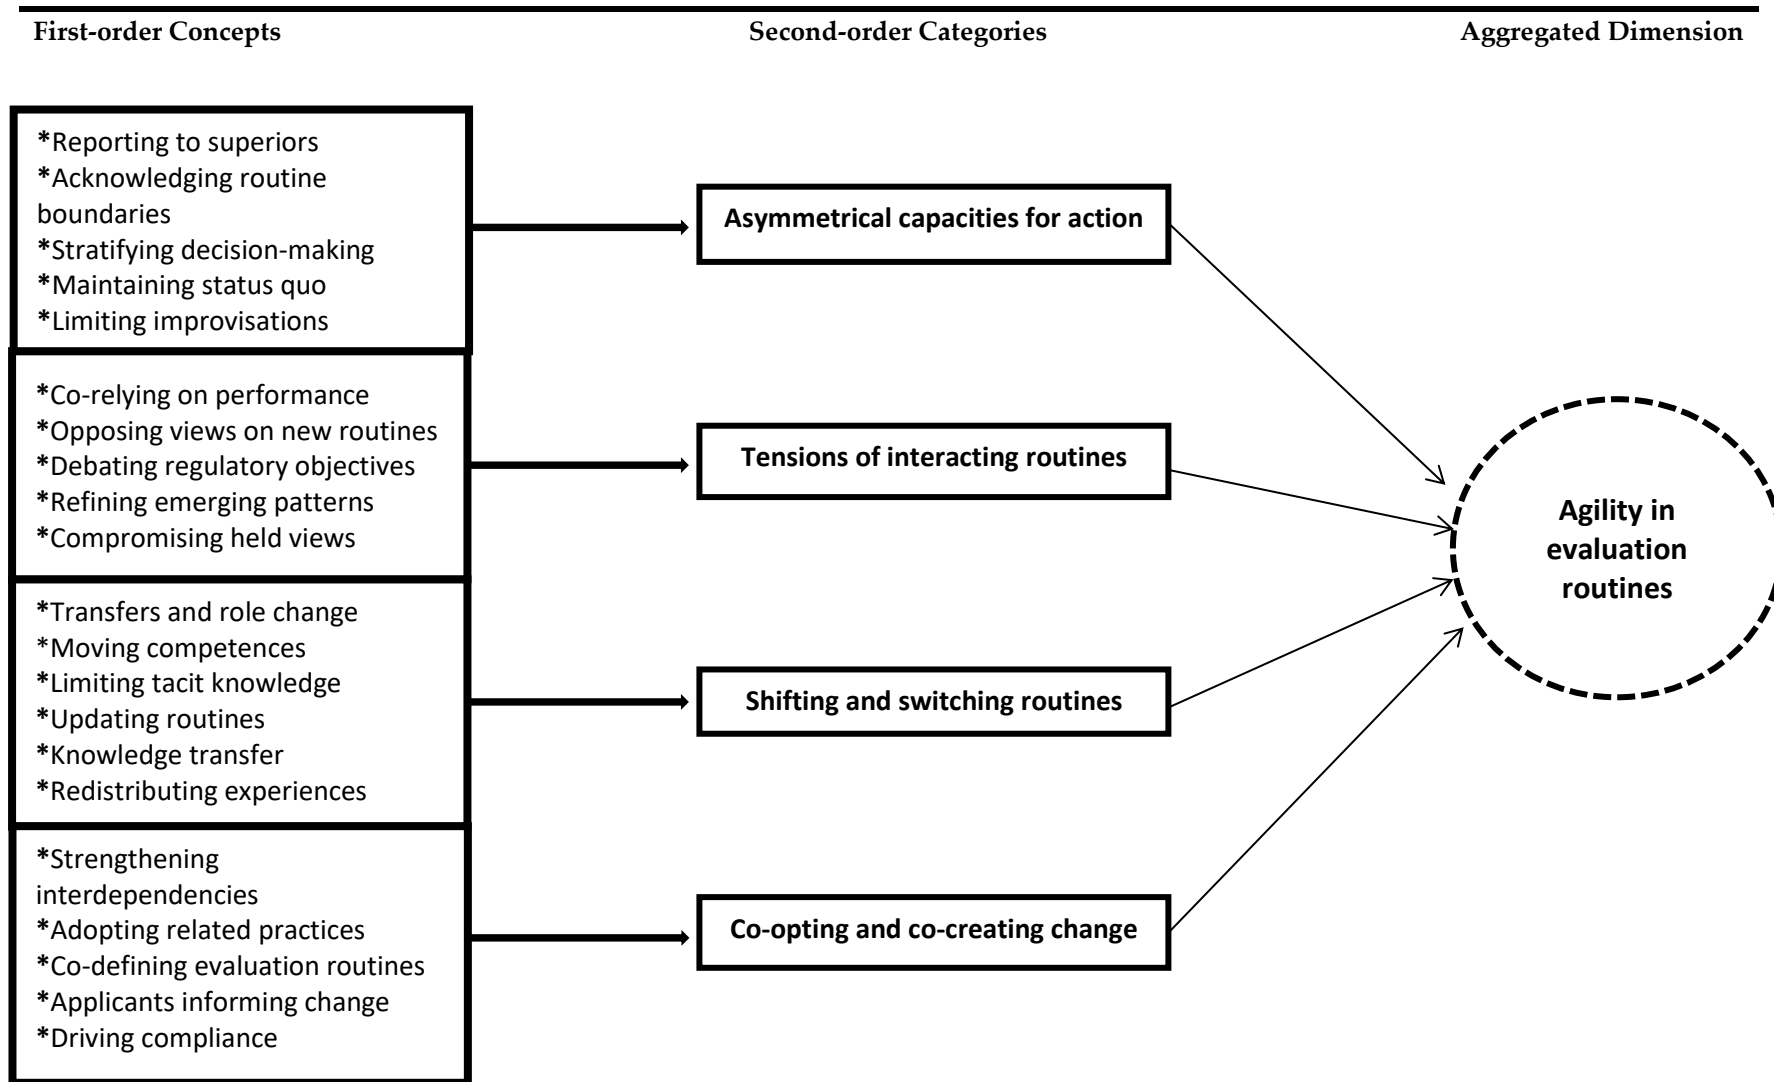 First-order Concepts
Second-order Categories
Aggregated Dimension
*Reporting to superiors
*Acknowledging routine
boundaries
*Stratifying decision-making
*Maintaining status quo
*Limiting improvisations
Asymmetrical capacities for action
*Co-relying on performance
*Opposing views on new routines
*Debating regulatory objectives
*Refining emerging patterns
*Compromising held views
Tensions of interacting routines
*Transfers and role change
*Moving competences
*Limiting tacit knowledge
*Updating routines
*Knowledge transfer
*Redistributing experiences
Shifting and switching routines
*Strengthening
interdependencies
*Adopting related practices
*Co-defining evaluation routines
*Applicants informing change
*Driving compliance
Co-opting and co-creating change
Agility in
evaluation
routines